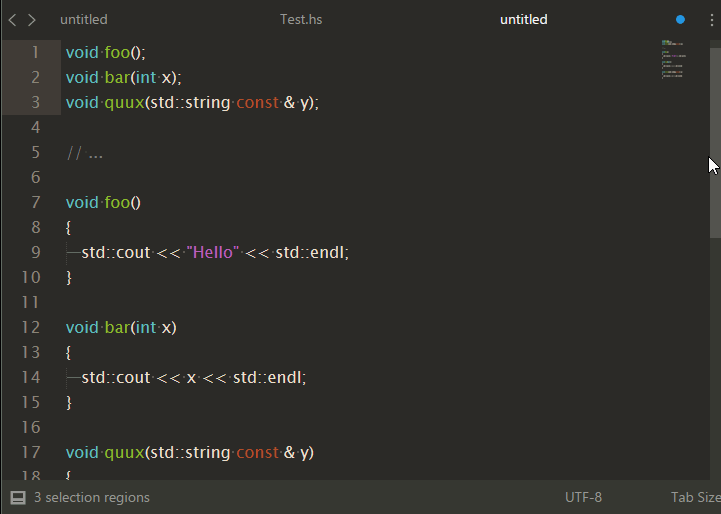 untitled Test.hs untitled
1 void foo();
2 void bar(int x);
3 void quux(std::string const & y);
4
5 // ...
6
7 void foo()
8 {
9 std::cout << "Hello" << std::endl;
10 }
11
12 void bar(int x)
13 {
14 std::cout << x << std::endl;
15 }
16
17 void quux(std::string const & y)
18 {
3 selection regions UTF-8 Tab Size